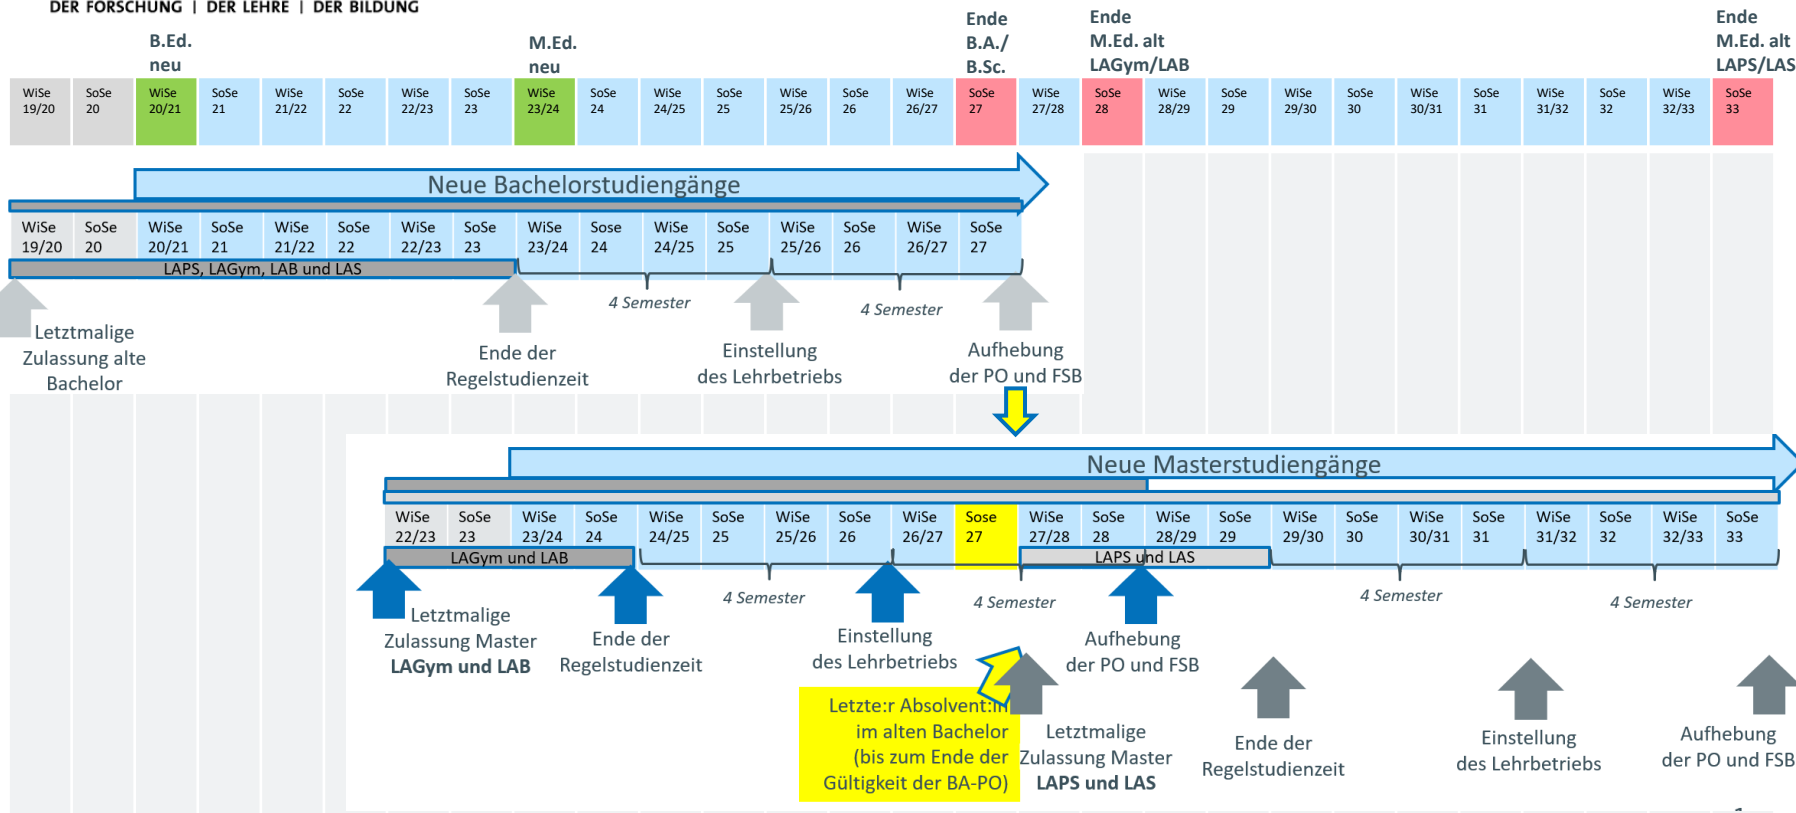 DER FORSCHUNG | DER LEHRE | DER BILDUNG
B.Ed.
neu
M.Ed.
neu
Ende
B.A./
B.Sc.
Ende
M.Ed. alt
LAGym/LAB
Ende
M.Ed. alt
LAPS/LAS
WiSe 19/20
SoSe 20
WiSe 20/21
SoSe 21
WiSe 21/22
SoSe 22
WiSe 22/23
SoSe 23
WiSe 23/24
SoSe 24
WiSe 24/25
SoSe 25
WiSe 25/26
SoSe 26
WiSe 26/27
SoSe 27
WiSe 27/28
SoSe 28
WiSe 28/29
SoSe 29
WiSe 29/30
SoSe 30
WiSe 30/31
SoSe 31
WiSe 31/32
SoSe 32
WiSe 32/33
SoSe 33
Neue Bachelorstudiengänge
WiSe 19/20
SoSe 20
WiSe 20/21
SoSe 21
WiSe 21/22
SoSe 22
WiSe 22/23
SoSe 23
WiSe 23/24
Sose 24
WiSe 24/25
SoSe 25
WiSe 25/26
SoSe 26
WiSe 26/27
SoSe 27
LAPS, LAGym, LAB und LAS
4 Semester
4 Semester
Letztmalige
Zulassung alte
Bachelor
Ende der
Regelstudienzeit
Einstellung
des Lehrbetriebs
Aufhebung
der PO und FSB
Neue Masterstudiengänge
WiSe 22/23
SoSe 23
WiSe 23/24
SoSe 24
WiSe 24/25
SoSe 25
WiSe 25/26
SoSe 26
WiSe 26/27
Sose 27
WiSe 27/28
SoSe 28
WiSe 28/29
SoSe 29
WiSe 29/30
SoSe 30
WiSe 30/31
SoSe 31
WiSe 31/32
SoSe 32
WiSe 32/33
SoSe 33
LAGym und LAB
LAPS und LAS
4 Semester
4 Semester
4 Semester
4 Semester
Letztmalige
Zulassung Master
LAGym und LAB
Ende der
Regelstudienzeit
Einstellung
des Lehrbetriebs
Aufhebung
der PO und FSB
Letzte:r Absolvent:in
im alten Bachelor
(bis zum Ende der
Gültigkeit der BA-PO)
Letztmalige
Zulassung Master
LAPS und LAS
Ende der
Regelstudienzeit
Einstellung
des Lehrbetriebs
Aufhebung
der PO und FSB